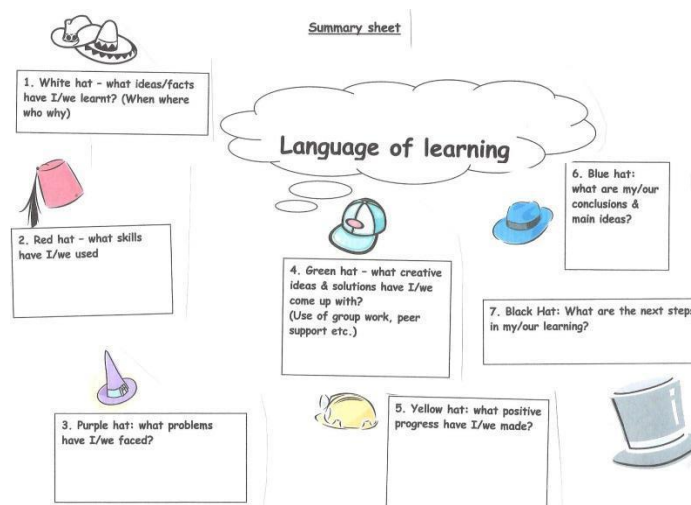 Summary sheet
Language of learning
1. White hat - what ideas/facts
have I/we learnt? (When where
who why)
2. Red hat - what skills
have I/we used
3. Purple hat: what problems
have I/we faced?
4. Green hat - what creative
ideas & solutions have I/we
come up with?
(Use of group work, peer
support etc.)
5. Yellow hat: what positive
progress have I/we made?
6. Blue hat:
what are my/our
conclusions &
main ideas?
7. Black Hat: What are the next steps
in my/our learning?